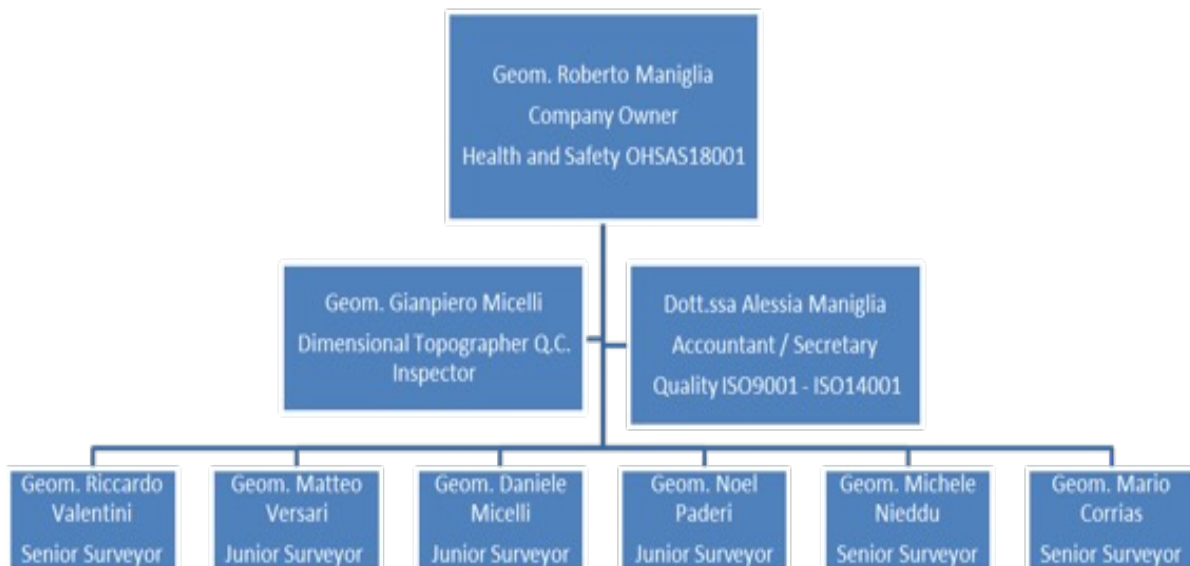 Geom. Roberto Maniglia
Company Owner
Health and Safety OHSAS18001
Geom. Gianpiero Micelli
Dimensional Topographer Q.C.
Inspector
Dott.ssa Alessia Maniglia
Accountant / Secretary
Quality ISO9001 - ISO14001
Geom. Riccardo
Valentini
Senior Surveyor
Geom. Matteo
Versari
Junior Surveyor
Geom. Daniele
Micelli
Junior Surveyor
Geom. Noel
Paderi
Junior Surveyor
Geom. Michele
Nieddu
Senior Surveyor
Geom. Mario
Corrias
Senior Surveyor